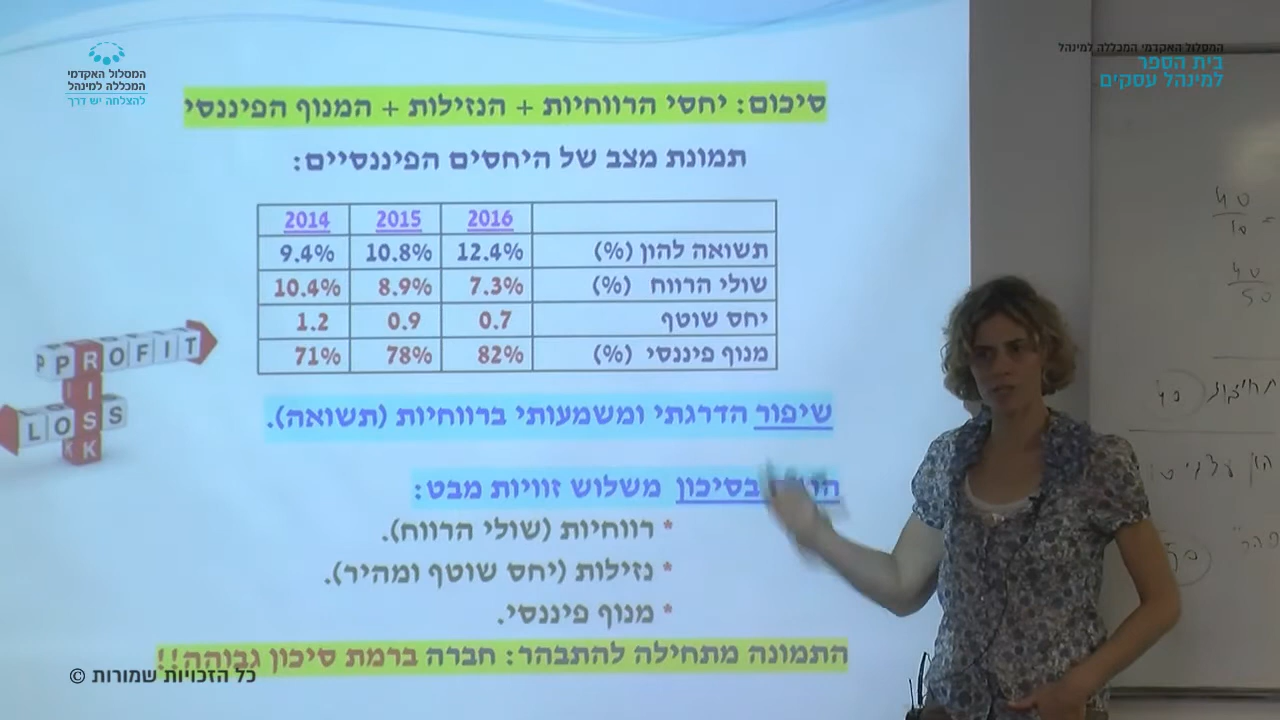 המסלול האקדמי המכללה למינהל
בית הספר
למינהל עסקים
המסלול האקדמי
המכללה למינהל
להצלחה יש דרך
סיכום: יחסי הרווחיות + הנזילות + המנוף הפיננסי
תמונת מצב של היחסים הפיננסיים:
2016 2015 2014
תשואה להון (%) 12.4% 10.8% 9.4%
שולי הרווח (%) 7.3% 8.9% 10.4%
יחס שוטף 0.7 0.9 1.2
מנוף פיננסי (%) 82% 78% 71%
PROFIT
LOSS
RISK
שיפור הדרגתי ומשמעותי ברווחיות (תשואה).
בסיכון משלוש זוויות מבט:
* רווחיות (שולי הרווח).
* נזילות (יחס שוטף ומהיר).
* מנוף פיננסי.
התמונה מתחילה להתבהר: חברה ברמת סיכון גבוהה!!
כל הזכויות שמורות ©
40
10 =
40
50